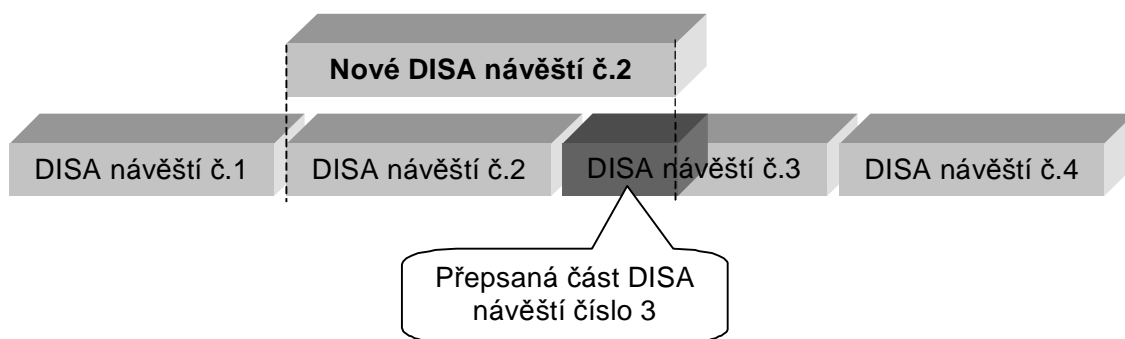 Nové DISA návěští č.2
DISA návěští č.1
DISA návěští č.2
DISA návěští č.3
DISA návěští č.4
Přepsaná část DISA
návěští číslo 3